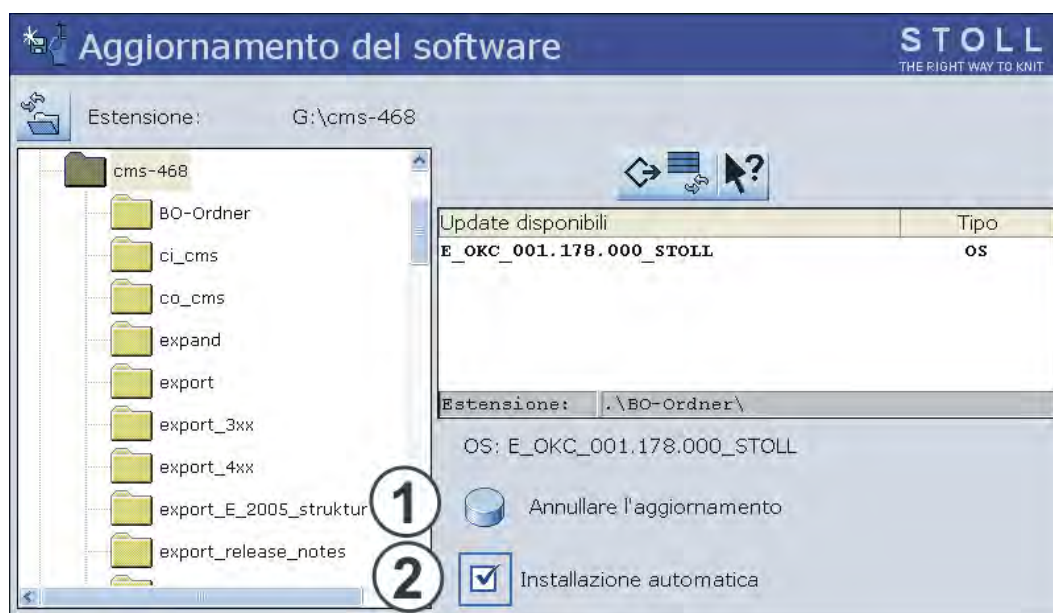 Aggiornamento del software
STOLL
THE RIGHT WAY TO KNIT
Estensione: G:\cms-468
cms-468
BO-Ordner
ci_cms
co_cms
expand
export
export_3xx
export_4xx
export_E_2005_struktur
export_release_notes
?
Update disponibili Tipo
E_OKC_001.178.000_STOLL OS
Estensione: .\BO-Ordner\
OS: E_OKC_001.178.000_STOLL
1 Annullare l'aggiornamento
2 Installazione automatica